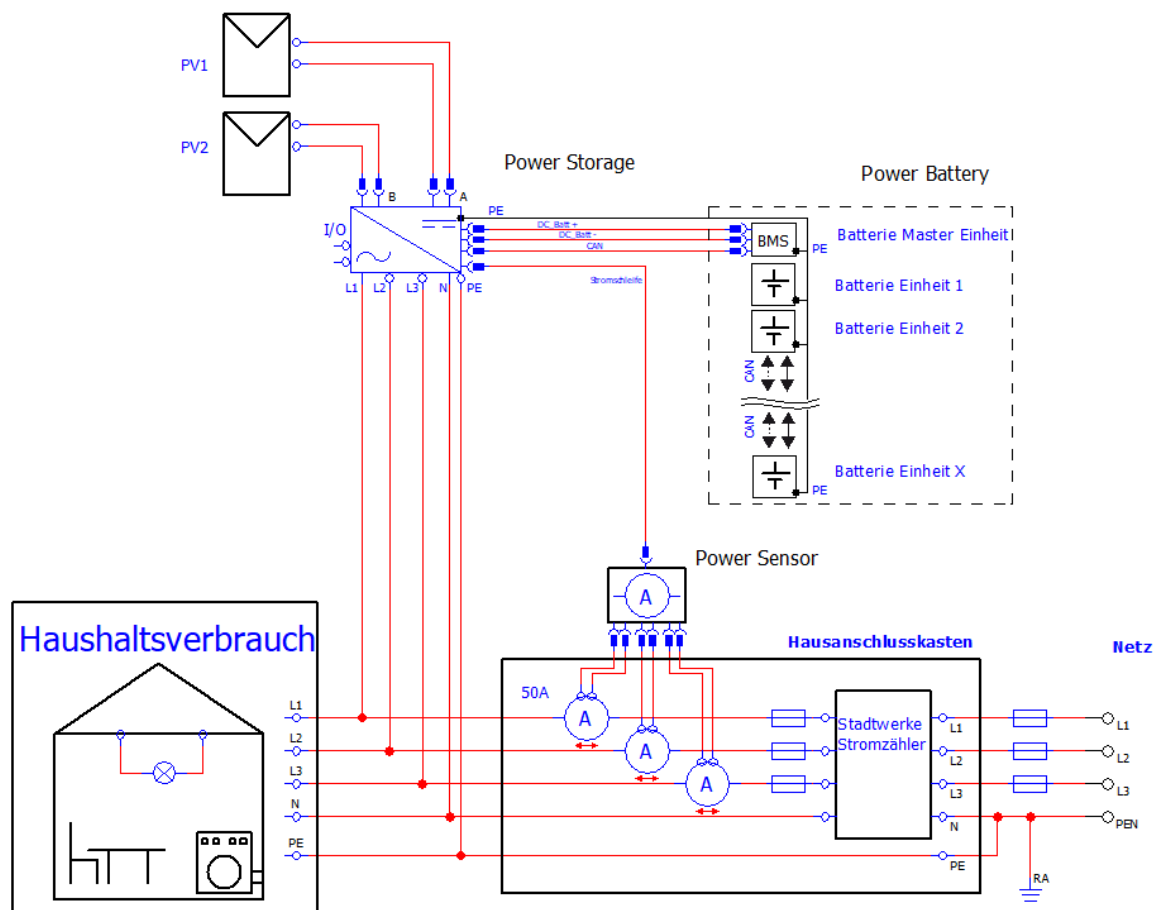 PV1
PV2
Power Storage
Power Battery
B
A
PE
I/O
DC_Batt+
DC_Batt-
CAN
Stromschleife
BMS
PE
Batterie Master Einheit
Batterie Einheit 1
Batterie Einheit 2
L1
L2
L3
N
PE
CAN
CAN
Batterie Einheit X
PE
Power Sensor
A
Haushaltsverbrauch
Hausanschlusskasten
Netz
50A
L1
A
Stadtwerke
Stromzähler
L1
L1
L2
A
L2
L2
L3
A
L3
L3
N
N
PEN
PE
PE
RA